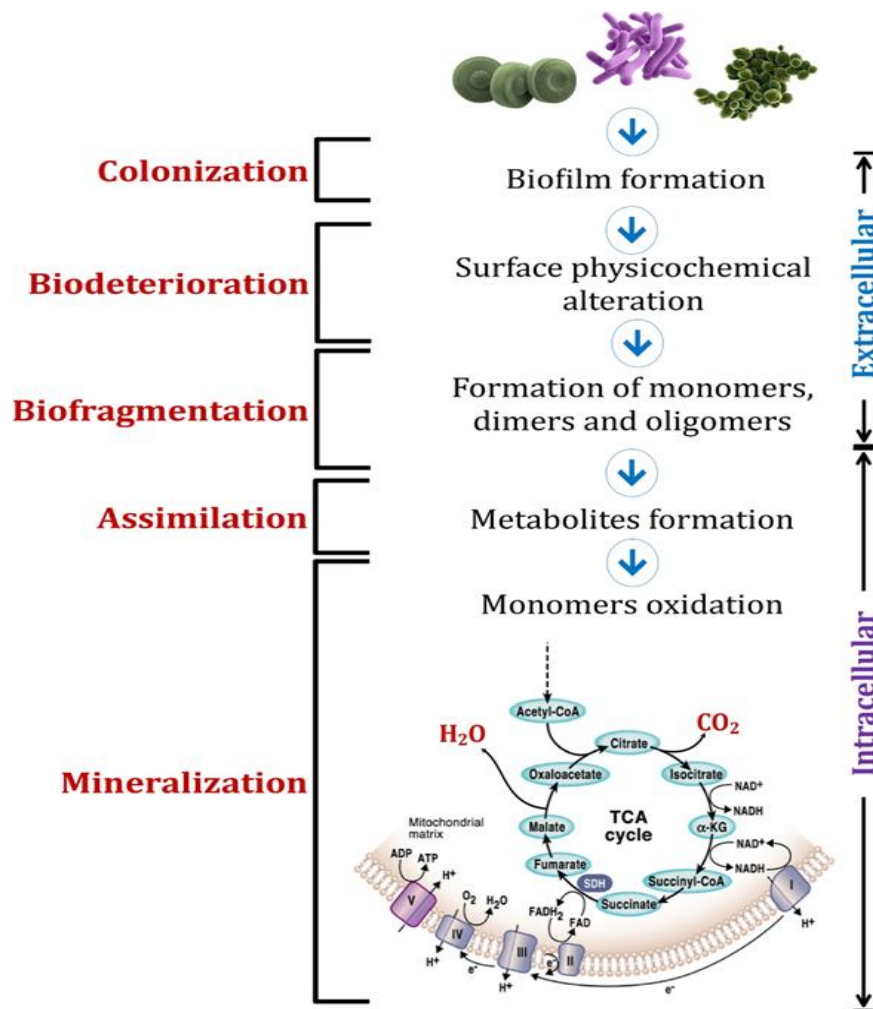 Colonization
Biofilm formation
Biodeterioration
Surface physicochemical
alteration
Biofragmentation
Formation of monomers,
dimers and oligomers
Assimilation
Metabolites formation
Monomers oxidation
Mineralization
Extracellular
Intracellular
Acetyl-CoA
H₂O
CO₂
Citrate
Oxaloacetate
Isocitrate
NAD⁺
NADH
Malate
TCA
cycle
α-KG
NAD⁺
NADH
Mitochondrial
matrix
Fumarate
SDH
Succinyl-CoA
Succinate
ADP
ATP
H⁺
V
O₂
H₂O
IV
H⁺
e⁻
III
H⁺
FADH₂
FAD
e⁻
II
I
H⁺
H⁺
e⁻